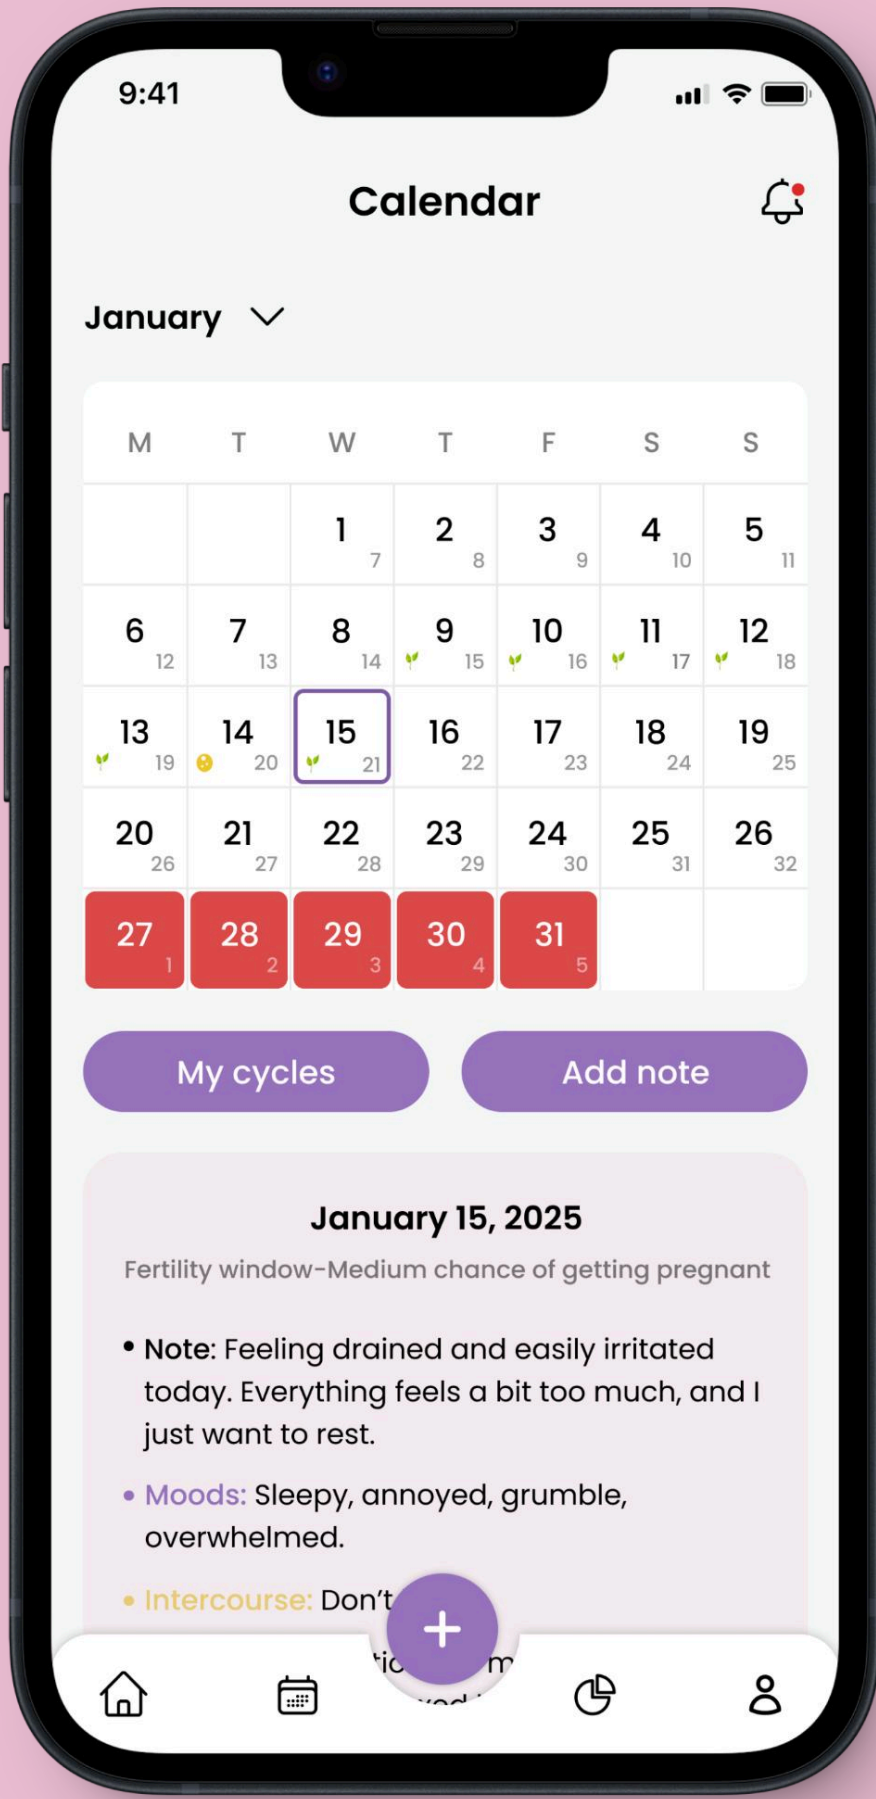 9:41
Calendar
January
M T W T F S S
1 2 3 4 5
7 8 9 10 11
6 7 8 9 10 11 12
12 13 14 15 16 17 18
13 14 15 16 17 18 19
19 20 21 22 23 24 25
20 21 22 23 24 25 26
26 27 28 29 30 31 32
27 28 29 30 31
1 2 3 4 5
My cycles Add note
January 15, 2025
Fertility window-Medium chance of getting pregnant
• Note: Feeling drained and easily irritated
today. Everything feels a bit too much, and I
just want to rest.
• Moods: Sleepy, annoyed, grumble,
overwhelmed.
• Intercourse: Don't